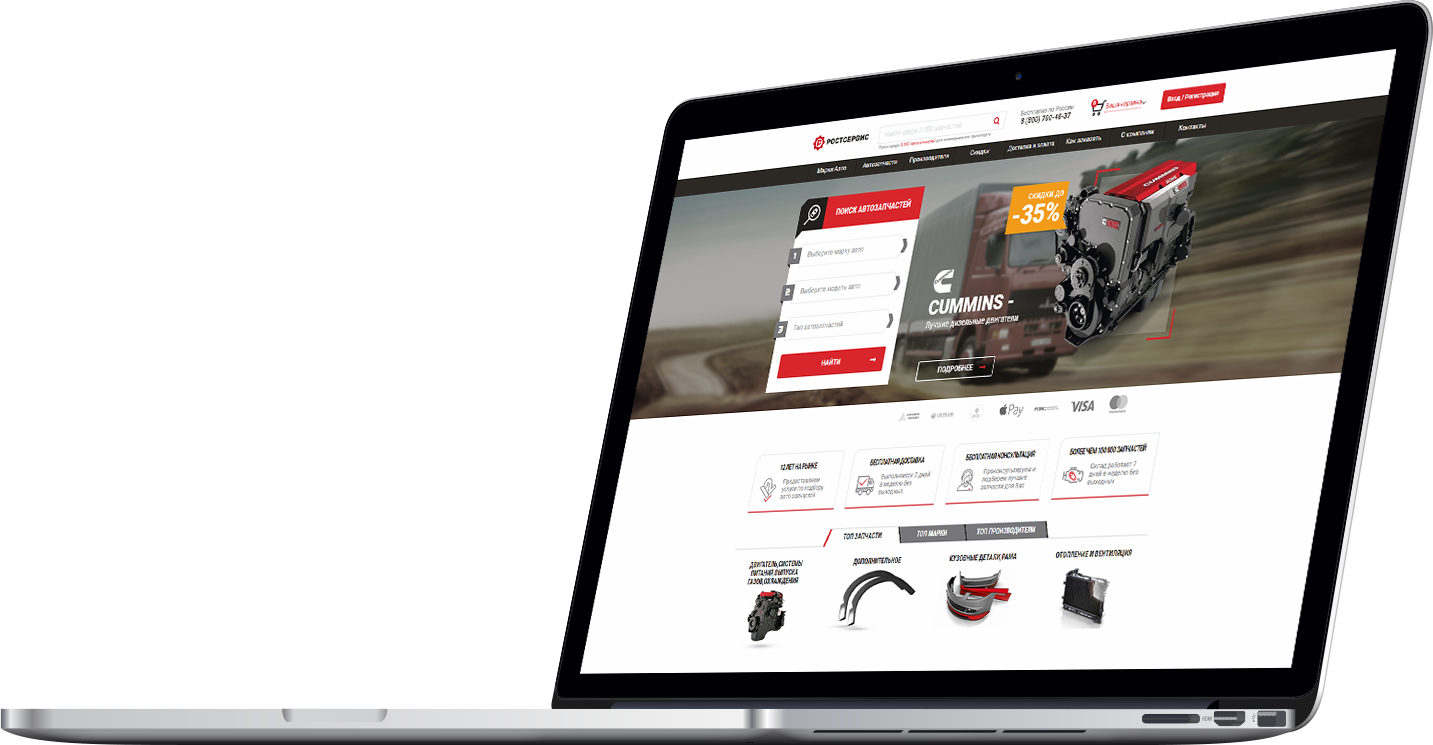 РОСТСЕРВИС
Найти среди 2 000 запчастей
Бесплатно по России
8 (800) 700-46-37
Ваша корзина
Вход / Регистрация
Марки Авто
Автозапчасти
Производители
Скидки
Доставка и оплата
Как заказать
О компании
Контакты
ПОИСК АВТОЗАПЧАСТЕЙ
1
Выберите марку авто
2
Выберите модель авто
3
Тип автозапчастей
НАЙТИ
СКИДКИ ДО
-35%
CUMMINS
CUMMINS -
Лучшие дизельные двигатели
ПОДРОБНЕЕ
Pay
VISA
12 ЛЕТ НА РЫНКЕ
Предоставляем
услуги по подбору
авто запчастей
БЕСПЛАТНАЯ ДОСТАВКА
Выполняется 7 дней
в неделю без
выходных
БЕСПЛАТНАЯ КОНСУЛЬТАЦИЯ
Проконсультируем и
подберем лучшие
запчасти для Вас
БОЛЕЕ ЧЕМ 100 000 ЗАПЧАСТЕЙ
Склад работает 7
дней в неделю без
выходных
ТОП ЗАПЧАСТИ
ТОП МАРКИ
ТОП ПРОИЗВОДИТЕЛИ
ДВИГАТЕЛЬ, СИСТЕМЫ
ПИТАНИЯ, ВЫПУСКА
ГАЗОВ, ОХЛАЖДЕНИЯ
ДОПОЛНИТЕЛЬНОЕ
КУЗОВНЫЕ ДЕТАЛИ, РАМА
ОТОПЛЕНИЕ И ВЕНТИЛЯЦИЯ
HDMI